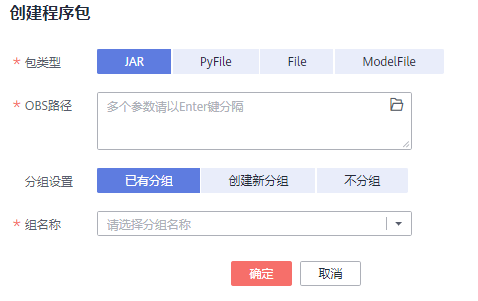 创建程序包
* 包类型 JAR PyFile File ModelFile
* OBS路径 多个参数请以Enter键分隔
分组设置 已有分组 创建新分组 不分组
* 组名称 请选择分组名称
确定 取消